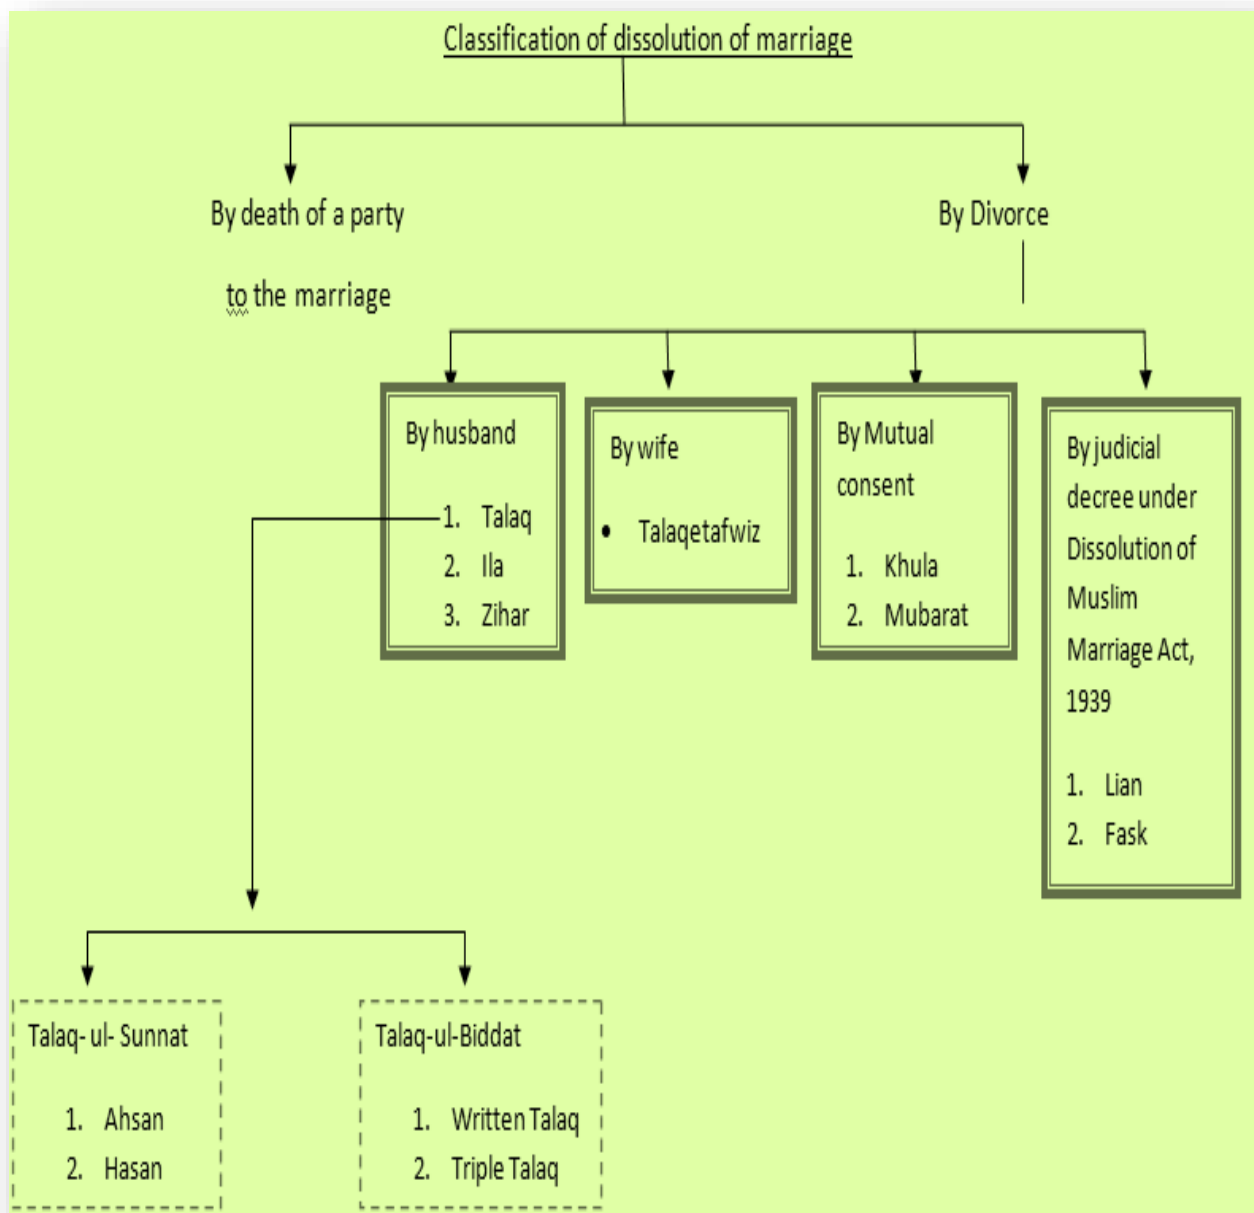 Classification of dissolution of marriage
By death of a party
to the marriage
By Divorce
By husband
1. Talaq
2. Ila
3. Zihar
By wife
• Talaqetafwiz
By Mutual
consent
1. Khula
2. Mubarat
By judicial
decree under
Dissolution of
Muslim
Marriage Act,
1939
1. Lian
2. Fask
Talaq- ul- Sunnat
1. Ahsan
2. Hasan
Talaq-ul-Biddat
1. Written Talaq
2. Triple Talaq